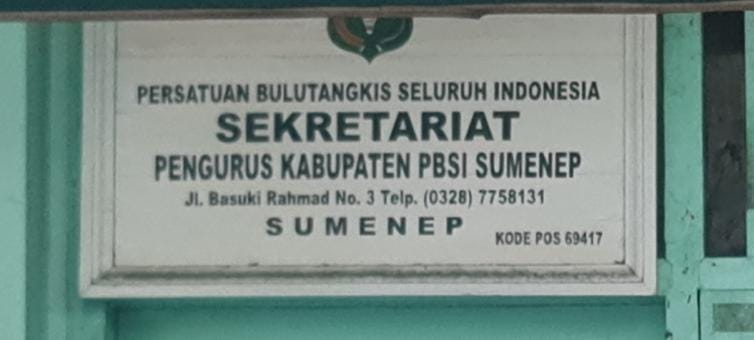 PERSATUAN BULUTANGKIS SELURUH INDONESIA
SEKRETARIAT
PENGURUS KABUPATEN PBSI SUMENEP
Jl. Basuki Rahmad No. 3 Telp. (0328) 7758131
SUMENEP
KODE POS 69417